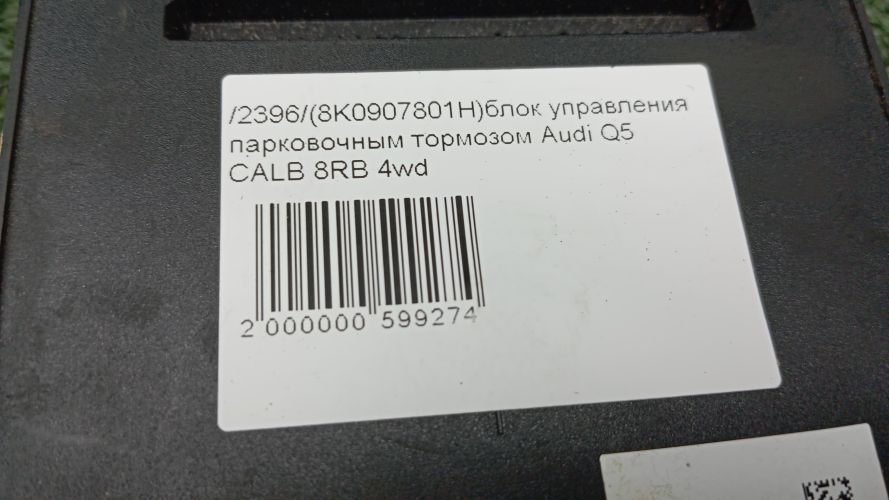 /2396/(8K0907801H)блок управления
парковочным тормозом Audi Q5
CALB 8RB 4wd
2 000000 599274